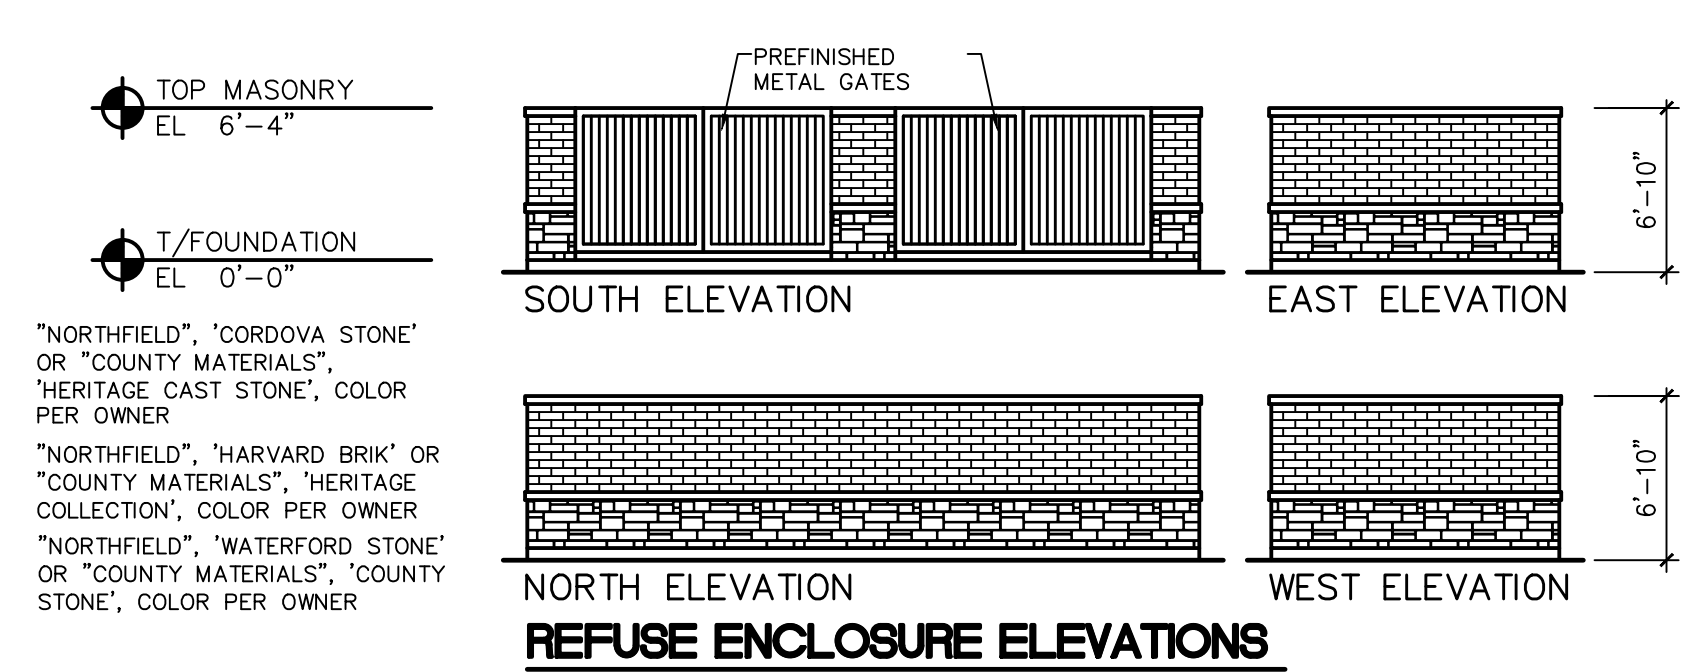 PREFINISHED
METAL GATES
TOP MASONRY
EL 6'-4"
T/FOUNDATION
EL 0'-0"
"NORTHFIELD", 'CORDOVA STONE'
OR "COUNTY MATERIALS",
'HERITAGE CAST STONE', COLOR
PER OWNER
"NORTHFIELD", 'HARVARD BRIK' OR
"COUNTY MATERIALS", 'HERITAGE
COLLECTION', COLOR PER OWNER
"NORTHFIELD", 'WATERFORD STONE'
OR "COUNTY MATERIALS", 'COUNTY
STONE', COLOR PER OWNER
SOUTH ELEVATION
EAST ELEVATION
6'-10"
NORTH ELEVATION
WEST ELEVATION
6'-10"
REFUSE ENCLOSURE ELEVATIONS